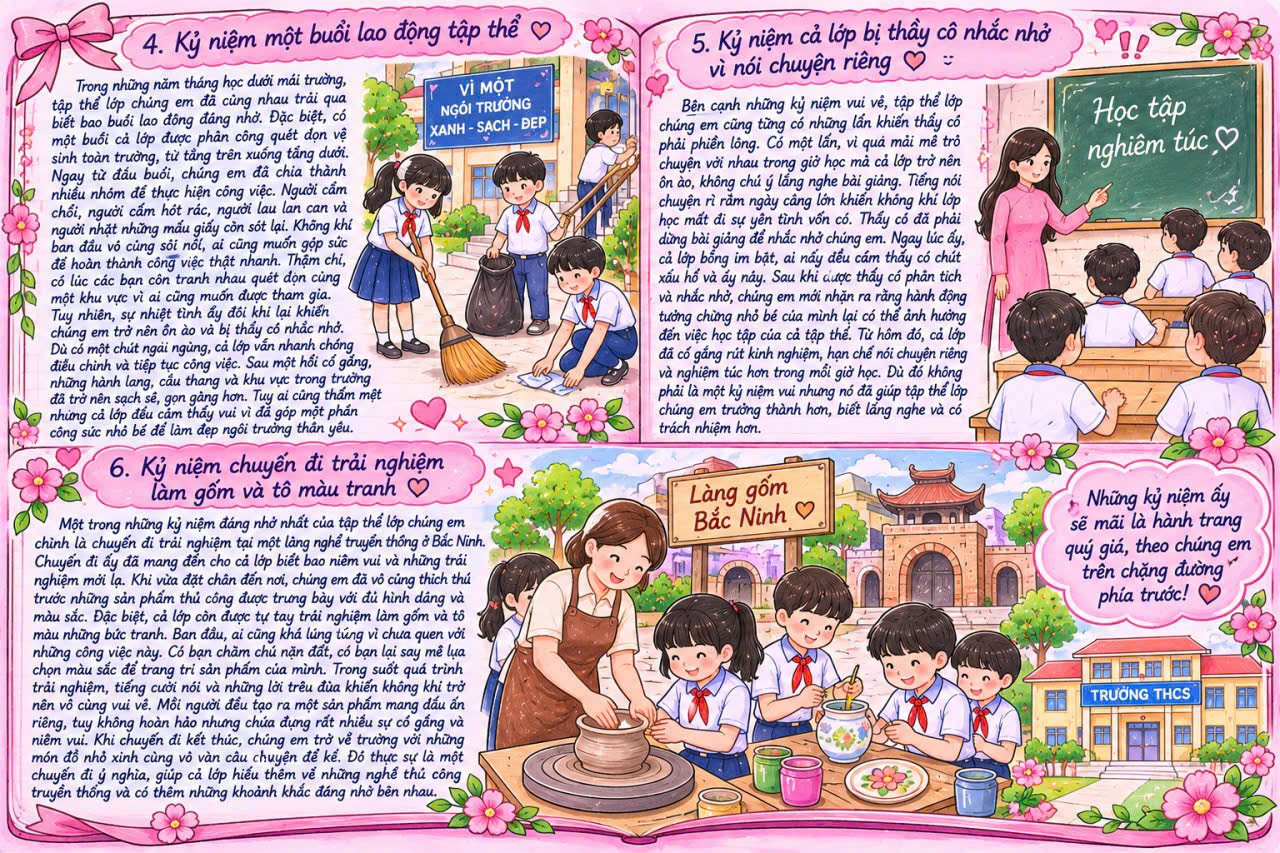 4. Kỷ niệm một buổi lao động tập thể
Trong những năm tháng học dưới mái trường,
tập thể lớp chúng em đã cùng nhau trải qua
biết bao buổi lao đông đáng nhớ. Đặc biệt, có
một buổi cả lớp được phân công quét dọn vệ
sinh toàn trường, từ tầng trên xuống tầng dưới.
Ngay từ đầu buổi, chúng em đã chia thành
nhiều nhóm để thực hiện công việc. Người cầm
chổi, người cầm hót rác, người lau lan can và
người nhặt những mẩu giấy còn sót lại. Không khí
ban đầu vô cùng sôi nổi, ai cũng muốn góp sức
để hoàn thành công việc thật nhanh. Thậm chí,
có lúc các bạn còn tranh nhau quét dọn cùng
một khu vực vì ai cũng muốn được tham gia.
Tuy nhiên, sự nhiệt tình ấy đôi khi lại khiến
chúng em trở nên ồn ào và bị thầy cô nhắc nhở.
Dù có một chút ngại ngùng, cả lớp vẫn nhanh chóng
điều chỉnh và tiếp tục công việc. Sau một hồi cố gắng,
những hành lang, cầu thang và khu vực trong trường
đã trở nên sạch sẽ, gọn gàng hơn. Tuy ai cũng thấm mệt
nhưng cả lớp đều cảm thấy vui vì đã góp một phần
công sức nhỏ bé để làm đẹp ngôi trường thân yêu.
VÌ MỘT
NGÔI TRƯỜNG
XANH - SẠCH - ĐẸP
5. Kỷ niệm cả lớp bị thầy cô nhắc nhở
vì nói chuyện riêng
Bên cạnh những kỷ niệm vui vẻ, tập thể lớp
chúng em cũng từng có những lần khiến thầy cô
phải phiền lòng. Có một lần, vì quá mải mê trò
chuyện với nhau trong giờ học mà cả lớp trở nên
ồn ào, không chú ý lắng nghe bài giảng. Tiếng nói
chuyện rì rầm ngày càng lớn khiến không khí lớp
học mất đi sự yên tĩnh vốn có. Thầy cô đã phải
dừng bài giảng để nhắc nhở chúng em. Ngay lúc ấy,
cả lớp bỗng im bặt, ai nấy đều cảm thấy có chút
xấu hổ và áy náy. Sau khi được thầy cô phân tích
và nhắc nhở, chúng em mới nhận ra rằng hành động
tưởng chừng nhỏ bé của mình lại có thể ảnh hưởng
đến việc học tập của cả tập thể. Từ hôm đó, cả lớp
đã cố gắng rút kinh nghiệm, hạn chế nói chuyện riêng
và nghiêm túc hơn trong mỗi giờ học. Dù đó không
phải là một kỷ niệm vui nhưng nó đã giúp tập thể lớp
chúng em trưởng thành hơn, biết lắng nghe và có
trách nhiệm hơn.
Học tập
nghiêm túc
6. Kỷ niệm chuyến đi trải nghiệm
làm gốm và tô màu tranh
Một trong những kỷ niệm đáng nhớ nhất của tập thể lớp chúng em
chính là chuyến đi trải nghiệm tại một làng nghề truyền thống ở Bắc Ninh.
Chuyến đi ấy đã mang đến cho cả lớp biết bao niềm vui và những trải
nghiệm mới lạ. Khi vừa đặt chân đến nơi, chúng em đã vô cùng thích thú
trước những sản phẩm thủ công được trưng bày với đủ hình dáng và
màu sắc. Đặc biệt, cả lớp còn được tự tay trải nghiệm làm gốm và tô
màu những bức tranh. Ban đầu, ai cũng khá lúng túng vì chưa quen với
những công việc này. Có bạn chăm chú nặn đất, có bạn lại say mê lựa
chọn màu sắc để trang trí sản phẩm của mình. Trong suốt quá trình
trải nghiệm, tiếng cười nói và những lời trêu đùa khiến không khí trở
nên vô cùng vui vẻ. Mỗi người đều tạo ra một sản phẩm mang dấu ấn
riêng, tuy không hoàn hảo nhưng chứa đựng rất nhiều sự cố gắng và
niềm vui. Khi chuyến đi kết thúc, chúng em trở về trường với những
món đồ nhỏ xinh cùng vô vàn câu chuyện để kể. Đó thực sự là một
chuyến đi ý nghĩa, giúp cả lớp hiểu thêm về những nghề thủ công
truyền thống và có thêm những khoảnh khắc đáng nhớ bên nhau.
Làng gốm
Bắc Ninh
Những kỷ niệm ấy
sẽ mãi là hành trang
quý giá, theo chúng em
trên chặng đường
phía trước!
TRƯỜNG THCS